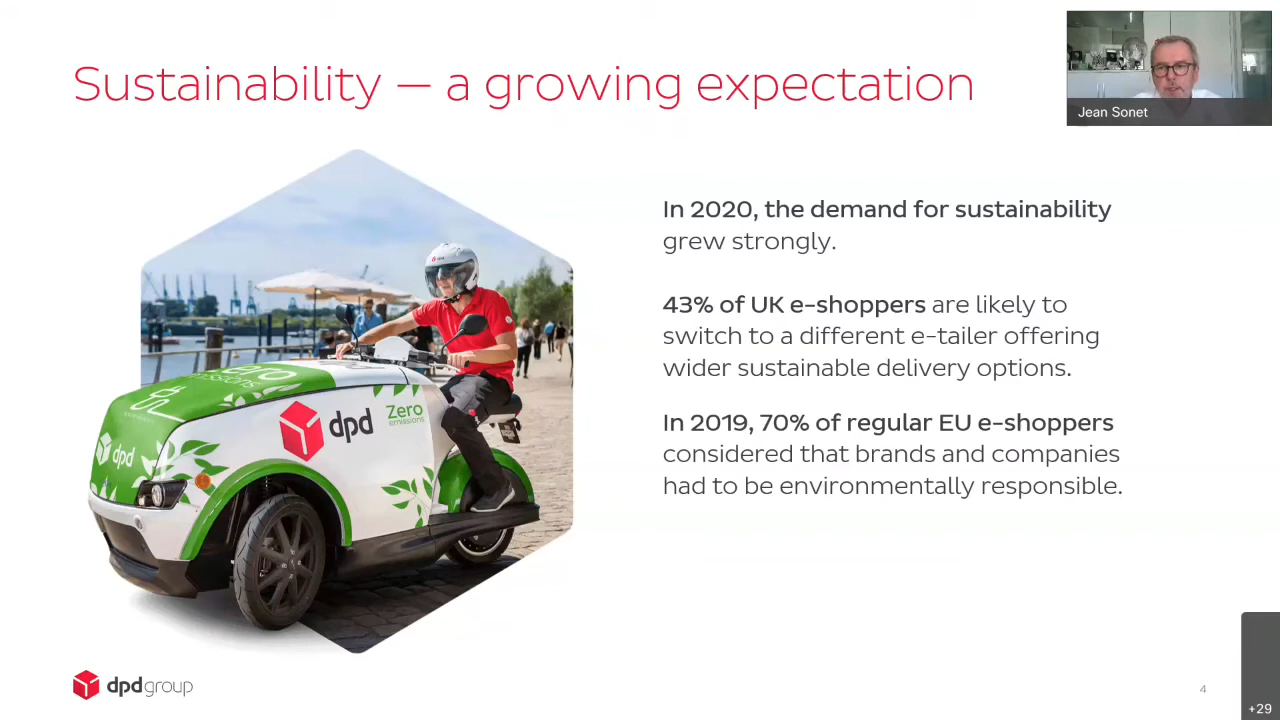 Sustainability — a growing expectation
Jean Sonet
In 2020, the demand for sustainability
grew strongly.
43% of UK e-shoppers are likely to
switch to a different e-tailer offering
wider sustainable delivery options.
In 2019, 70% of regular EU e-shoppers
considered that brands and companies
had to be environmentally responsible.
dpd
Zero
emissions
dpd
Zero
emissions
dpd
dpdgroup
4
+29